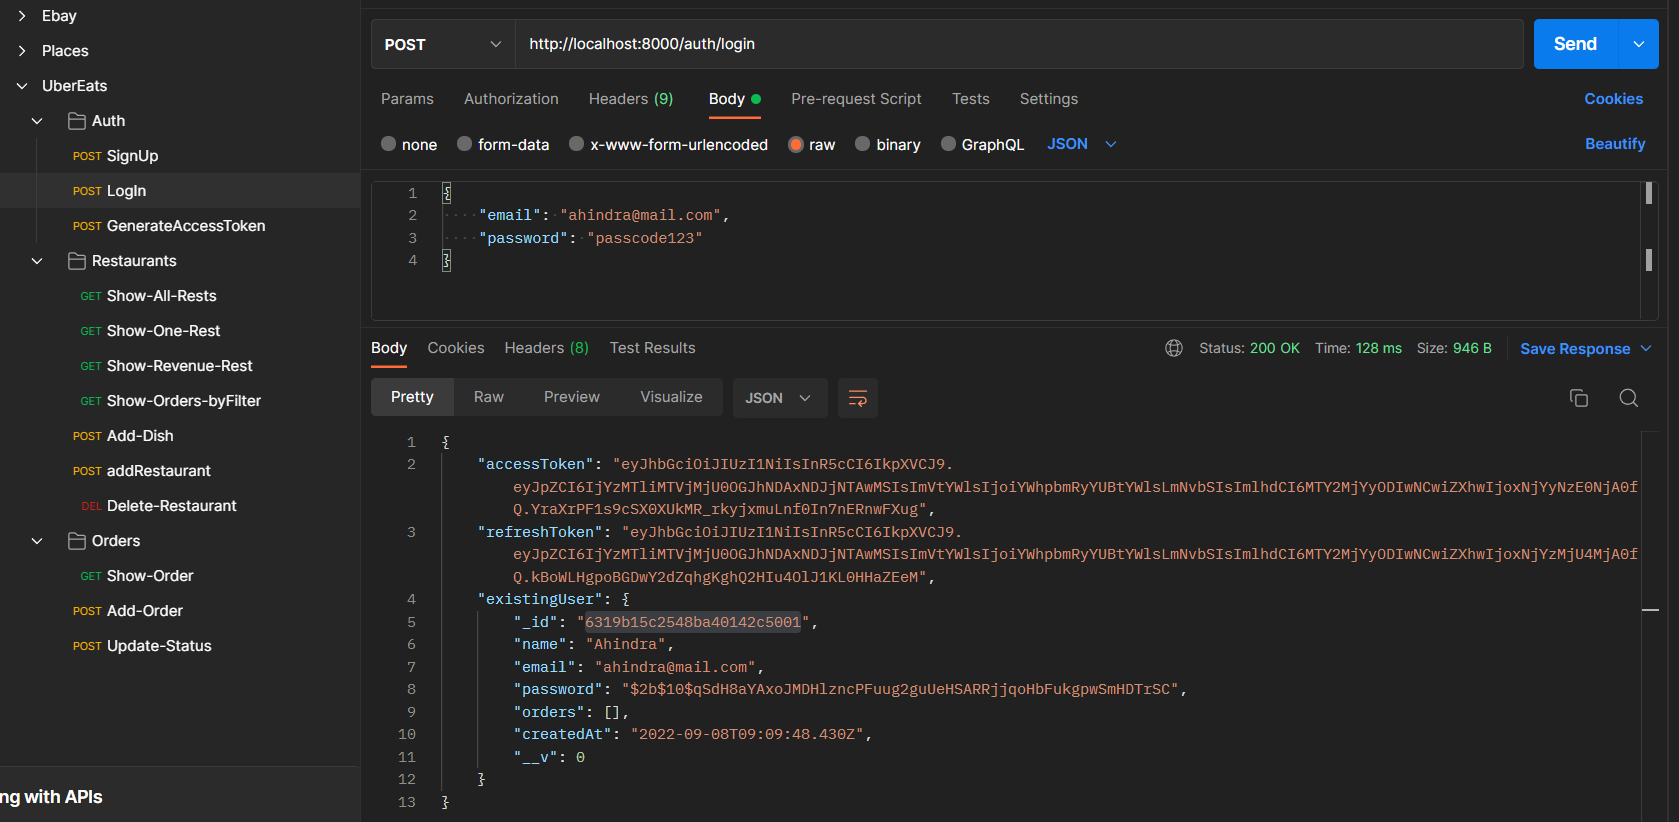 Ebay
Places
UberEats
Auth
POST SignUp
POST LogIn
POST GenerateAccessToken
Restaurants
GET Show-All-Rests
GET Show-One-Rest
GET Show-Revenue-Rest
GET Show-Orders-byFilter
POST Add-Dish
POST addRestaurant
DEL Delete-Restaurant
Orders
GET Show-Order
POST Add-Order
POST Update-Status
ng with APIs
POST http://localhost:8000/auth/login Send
Params Authorization Headers (9) Body Pre-request Script Tests Settings Cookies
none form-data x-www-form-urlencoded raw binary GraphQL JSON Beautify
1 {
2 "email": "ahindra@mail.com",
3 "password": "passcode123"
4 }
Body Cookies Headers (8) Test Results Status: 200 OK Time: 128 ms Size: 946 B Save Response
Pretty Raw Preview Visualize JSON
1 {
2 "accessToken": "eyJhbGciOiJIUzI1NiIsInR5cCI6IkpXVCJ9.
eyJpZCI6IjYzMTliMTVjMjU0OGJhNDAxNDJjNTAwMSIsImVtYWlsIjoiYWhpbmRyYUBtYWlsLmNvbSIsImlhdCI6MTY2MjYyODIwNCwiZXhwIjoxNjYyNzE0NjA0f
Q.YraXrPF1s9cSX0XUkMR_rkyjxmuLnf0In7nERnwFXug",
3 "refreshToken": "eyJhbGciOiJIUzI1NiIsInR5cCI6IkpXVCJ9.
eyJpZCI6IjYzMTliMTVjMjU0OGJhNDAxNDJjNTAwMSIsImVtYWlsIjoiYWhpbmRyYUBtYWlsLmNvbSIsImlhdCI6MTY2MjYyODIwNCwiZXhwIjoxNjYzMjU4MjA0f
Q.kBoWLHgpoBGDwY2dZqhgKghQ2HIu4OlJ1KL0HHaZEeM",
4 "existingUser": {
5 "_id": "6319b15c2548ba40142c5001",
6 "name": "Ahindra",
7 "email": "ahindra@mail.com",
8 "password": "$2b$10$qSdH8aYAxoJMDHlzncPFuug2guUeHSARRjjqoHbFukgpwSmHDTrSC",
9 "orders": [],
10 "createdAt": "2022-09-08T09:09:48.430Z",
11 "__v": 0
12 }
13 }